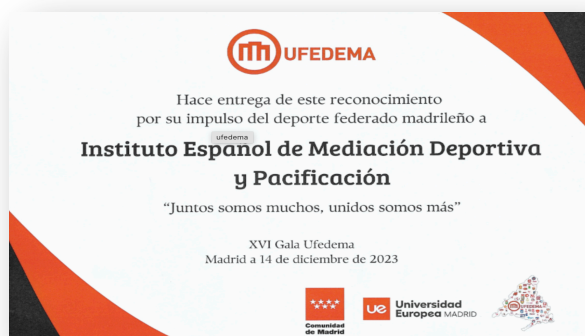 UFEDEMA
Hace entrega de este reconocimiento
por su impulso del deporte federado madrileño a
ufedema
Instituto Español de Mediación Deportiva
y Pacificación
“Juntos somos muchos, unidos somos más”
XVI Gala Ufedema
Madrid a 14 de diciembre de 2023
Comunidad
de Madrid
ue Universidad
Europea MADRID
UFEDEMA